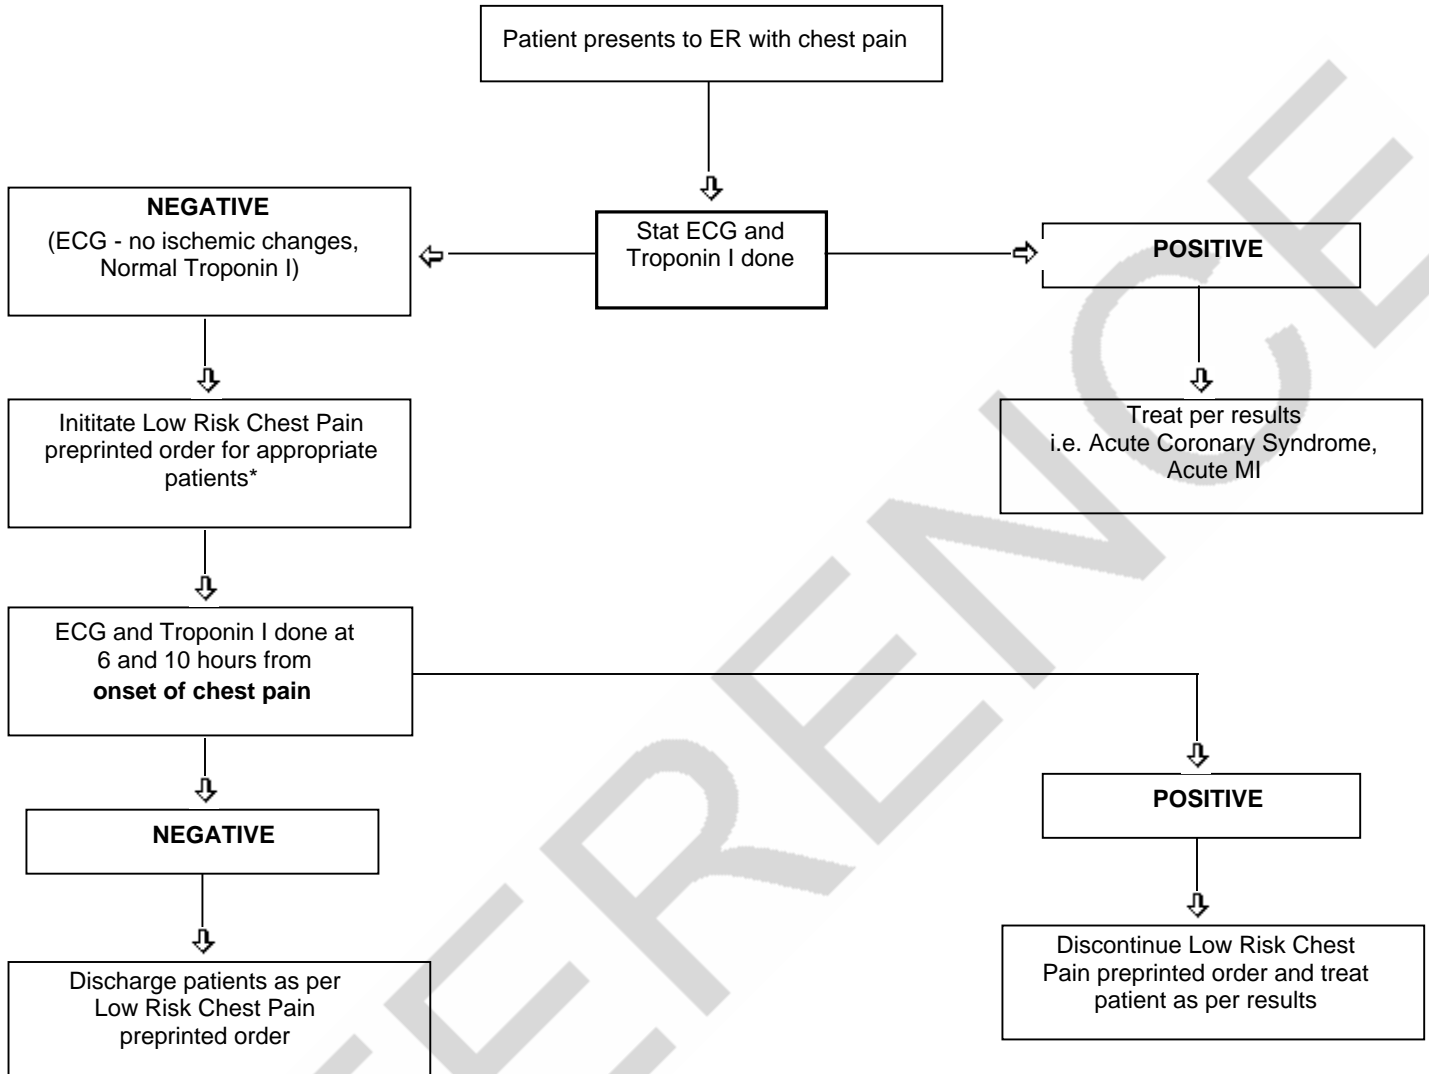 Patient presents to ER with chest pain
Stat ECG and
Troponin I done
NEGATIVE
(ECG - no ischemic changes,
Normal Troponin I)
POSITIVE
Inititate Low Risk Chest Pain
preprinted order for appropriate
patients*
Treat per results
i.e. Acute Coronary Syndrome,
Acute MI
ECG and Troponin I done at
6 and 10 hours from
onset of chest pain
NEGATIVE
POSITIVE
Discharge patients as per
Low Risk Chest Pain
preprinted order
Discontinue Low Risk Chest
Pain preprinted order and treat
patient as per results
ERENCE